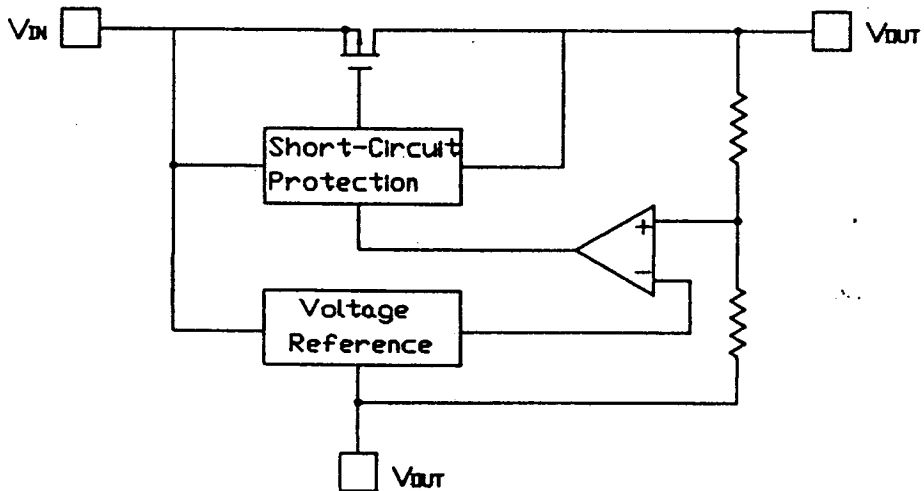 VIN
VOUT
Short-Circuit
Protection
+
−
Voltage
Reference
VOUT